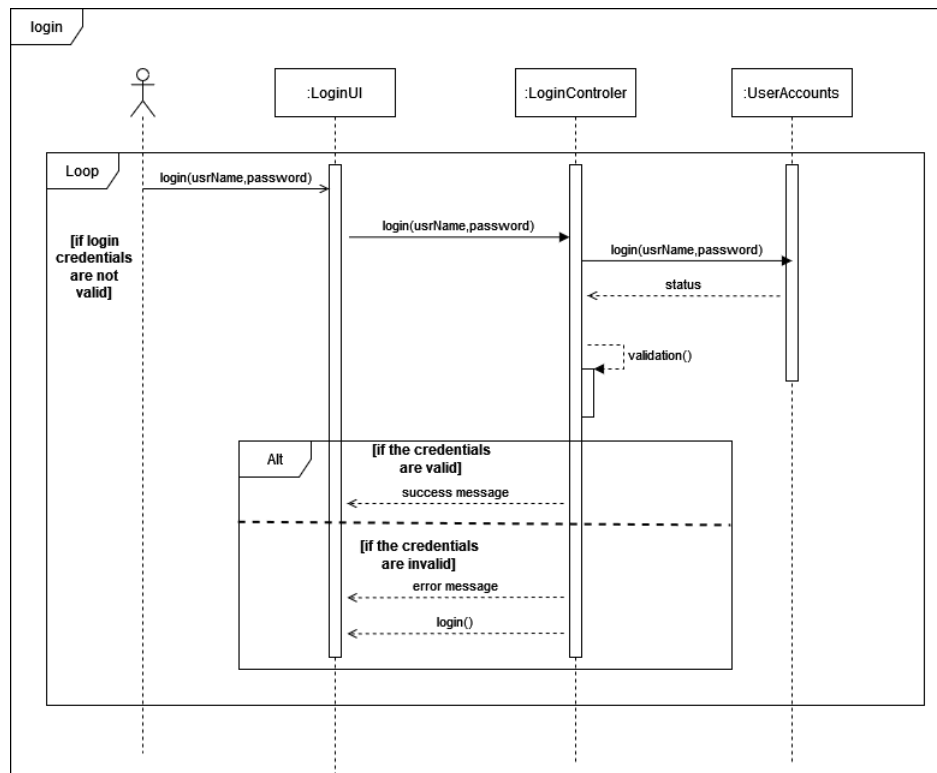 login
:LoginUI
:LoginControler
:UserAccounts
Loop
login(usrName,password)
[if login
credentials
are not
valid]
login(usrName,password)
login(usrName,password)
status
validation()
Alt
[if the credentials
are valid]
success message
[if the credentials
are invalid]
error message
login()